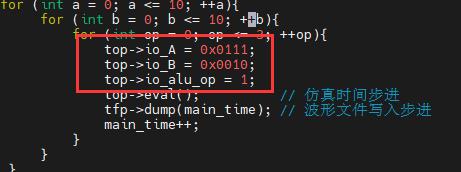 for (int a = 0; a <= 10; ++a){
for (int b = 0; b <= 10; ++b){
for (int op = 0; op <= 3; ++op){
top->io_A = 0x0111;
top->io_B = 0x0010;
top->io_alu_op = 1;
top->eval(); // 仿真时间步进
tfp->dump(main_time); // 波形文件写入步进
main_time++;
}
}
}